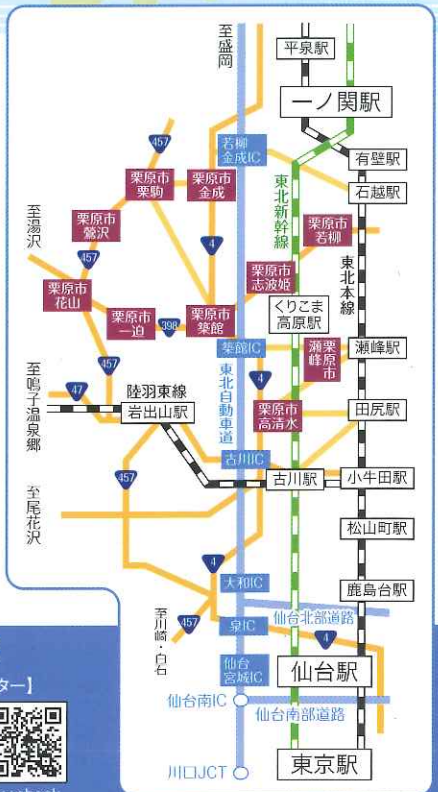 至盛岡
平泉駅
一ノ関駅
457
若柳
金成IC
有壁駅
栗原市
栗駒
栗原市
金成
石越駅
東北新幹線
栗原市
若柳
栗原市
鶯沢
至湯沢
4
457
東北本線
栗原市
志波姫
栗原市
花山
くりこま
高原駅
栗原市
一迫
398
栗原市
築館
築館IC
瀬峰
栗原市
瀬峰駅
457
至鳴子温泉郷
47
陸羽東線
岩出山駅
東北自動車道
4
栗原市
高清水
田尻駅
古川IC
古川駅
小牛田駅
457
至尾花沢
松山町駅
4
大和IC
鹿島台駅
至川崎・白石
457
仙台北部道路
泉IC
4
仙台
宮城IC
仙台駅
ター】
仙台南IC
仙台南部道路
東京駅
川口JCT